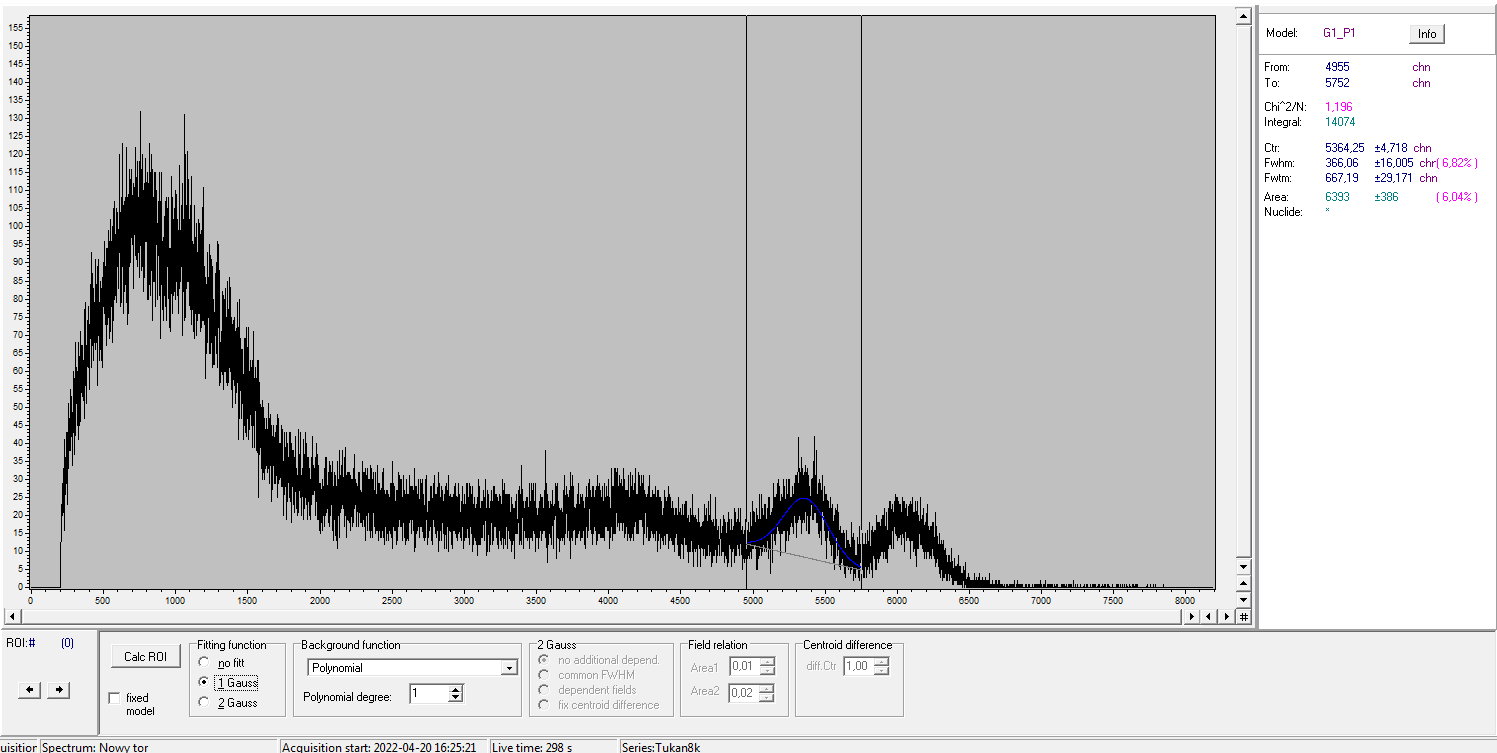 155
150
145
140
135
130
125
120
115
110
105
100
95
90
85
80
75
70
65
60
55
50
45
40
35
30
25
20
15
10
5
0
0 500 1000 1500 2000 2500 3000 3500 4000 4500 5000 5500 6000 6500 7000 7500 8000
#
Model: G1_P1 Info
From: 4955 chn
To: 5752 chn
Chi^2/N: 1,196
Integral: 14074
Ctr: 5364,25 ±4,718 chn
Fwhm: 366,06 ±16,005 chr( 6,82% )
Fwtm: 667,19 ±29,171 chn
Area: 6393 ±386 ( 6,04% )
Nuclide: *
ROI:# (0)
Calc ROI
fixed
model
Fitting function
no fitt
1 Gauss
2 Gauss
Background function
Polynomial
Polynomial degree: 1
2 Gauss
no additional depend.
common FWHM
dependent fields
fix centroid difference
Field relation
Area1 0,01
Area2 0,02
Centroid difference
diff.Ctr 1,00
uisition Spectrum: Nowy tor Acquisition start: 2022-04-20 16:25:21 Live time: 298 s Series:Tukan8k